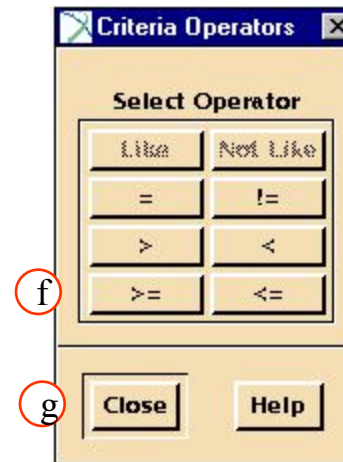 Criteria Operators
Select Operator
Like Not Like
= !=
> <
f >= <=
g Close Help